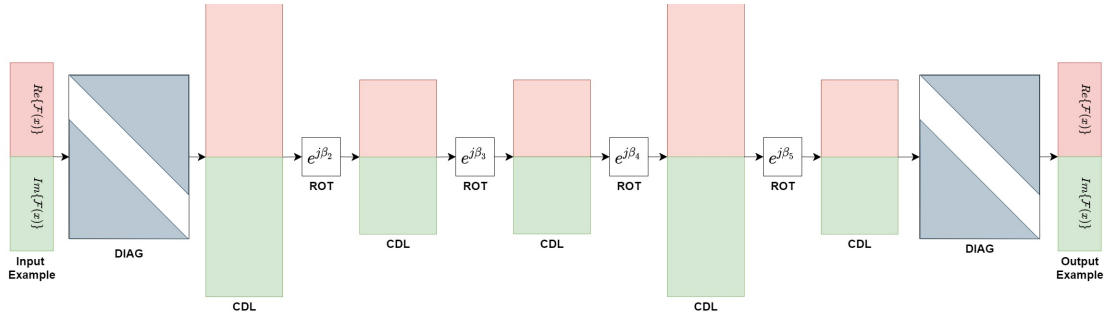 Re{F(x)}
Im{F(x)}
Input
Example
DIAG
CDL
e^{jβ_2}
ROT
CDL
e^{jβ_3}
ROT
CDL
e^{jβ_4}
ROT
CDL
e^{jβ_5}
ROT
CDL
DIAG
Re{F(x)}
Im{F(x)}
Output
Example